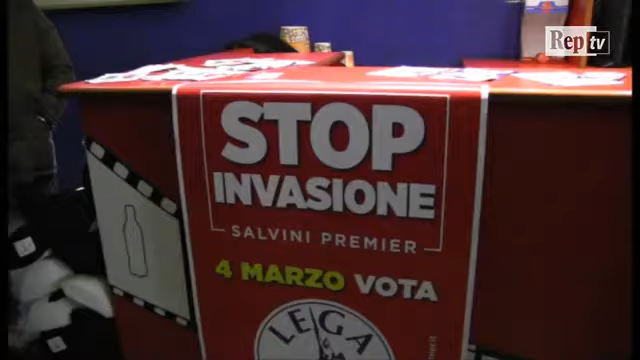 Rep tv
STOP
INVASIONE
SALVINI PREMIER
4 MARZO VOTA
LEGA